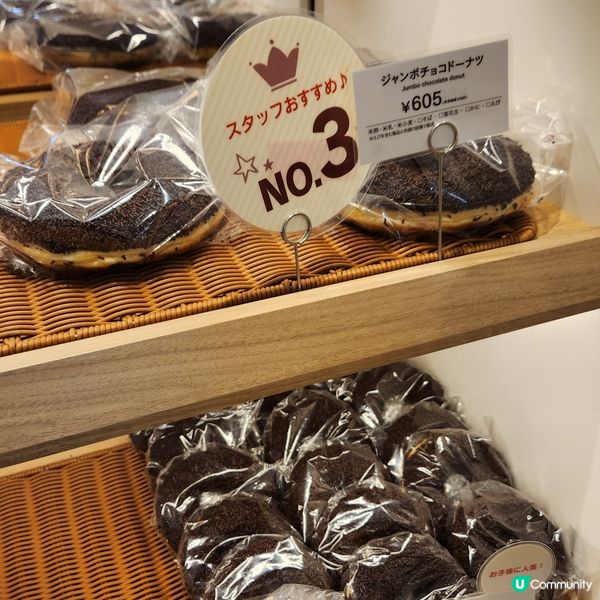 スタッフおすすめ♪
NO.3
ジャンボチョコドーナツ
Jumbo chocolate donut
¥605
お子様に人気!
U Community